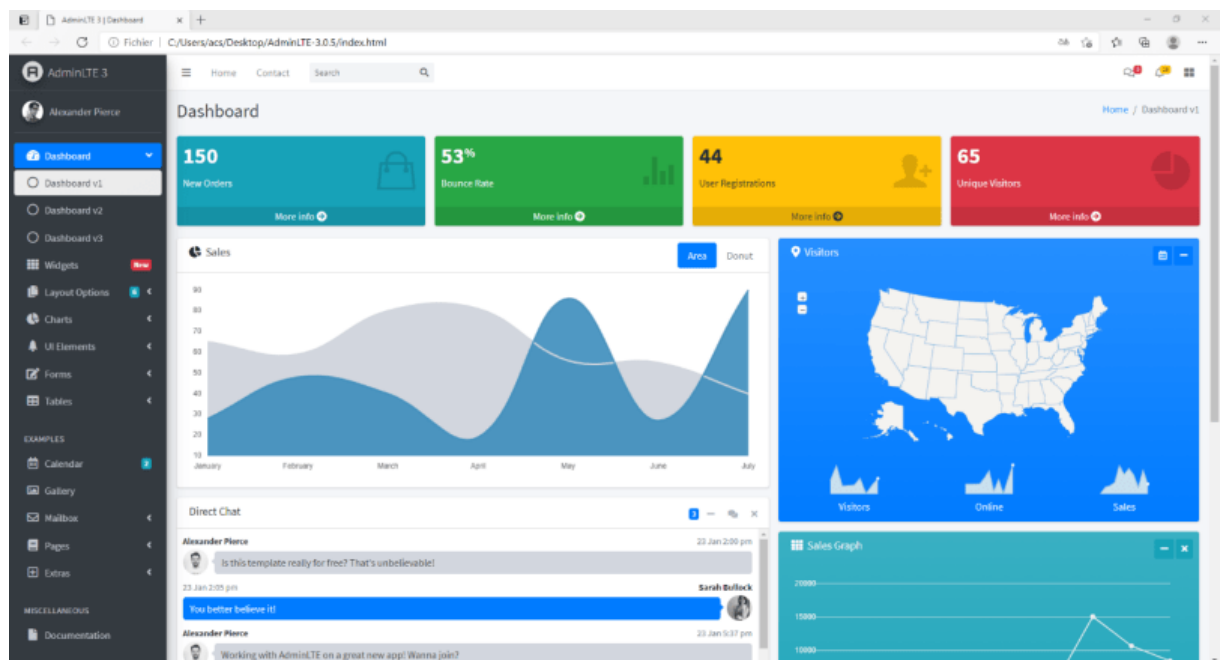 AdminLTE 3 | Dashboard
Fichier | C:/Users/acs/Desktop/AdminLTE-3.0.5/index.html
AdminLTE 3
Home Contact Search
Alexander Pierce
Dashboard
Home / Dashboard v1
Dashboard
Dashboard v1
Dashboard v2
Dashboard v3
Widgets New
Layout Options 6
Charts
UI Elements
Forms
Tables
EXAMPLES
Calendar 2
Gallery
Mailbox
Pages
Extras
MISCELLANEOUS
Documentation
150
New Orders
More info
53%
Bounce Rate
More info
44
User Registrations
More info
65
Unique Visitors
More info
Sales
Area Donut
90
80
70
60
50
40
30
20
10
January February March April May June July
Visitors
+
−
Visitors Online Sales
Direct Chat
3
Alexander Pierce 23 Jan 2:00 pm
Is this template really for free? That's unbelievable!
23 Jan 2:05 pm Sarah Bullock
You better believe it!
Alexander Pierce 23 Jan 5:37 pm
Working with AdminLTE on a great new app! Wanna join?
Sales Graph
20000
15000
10000